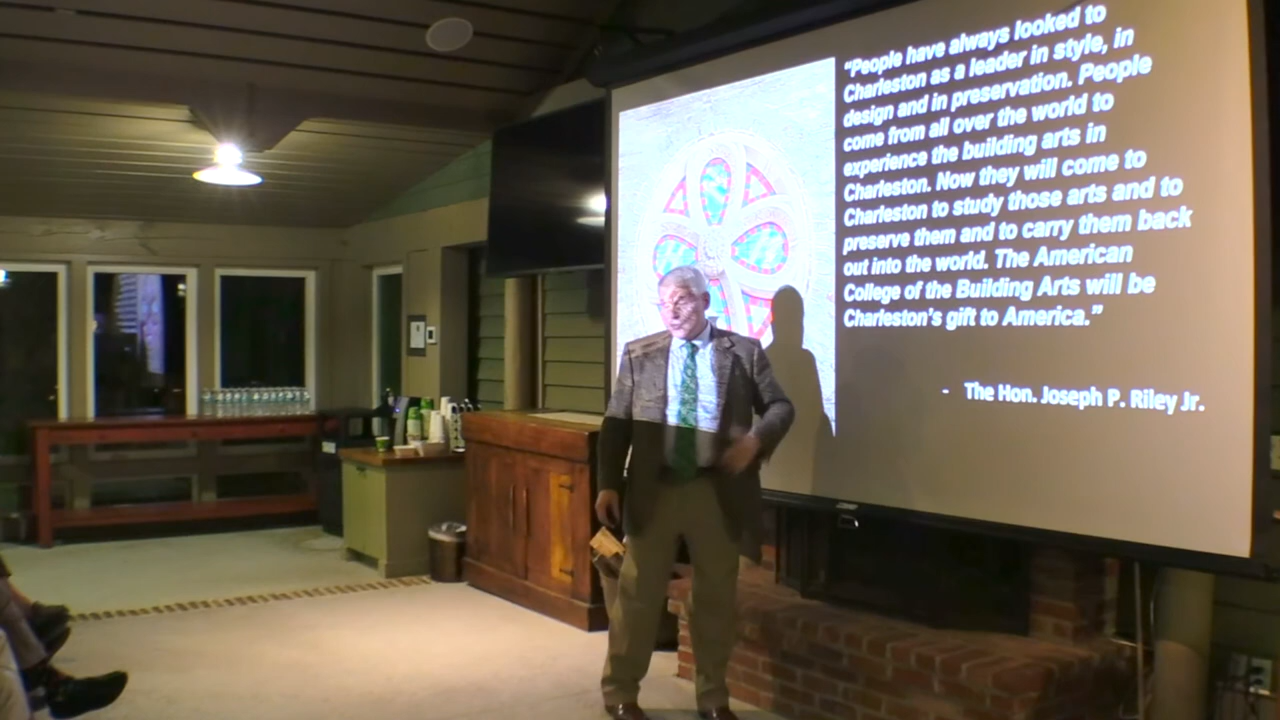 “People have always looked to
Charleston as a leader in style, in
design and in preservation. People
come from all over the world to
experience the building arts in
Charleston. Now they will come to
Charleston to study those arts and to
preserve them and to carry them back
out into the world. The American
College of the Building Arts will be
Charleston’s gift to America.”
- The Hon. Joseph P. Riley Jr.